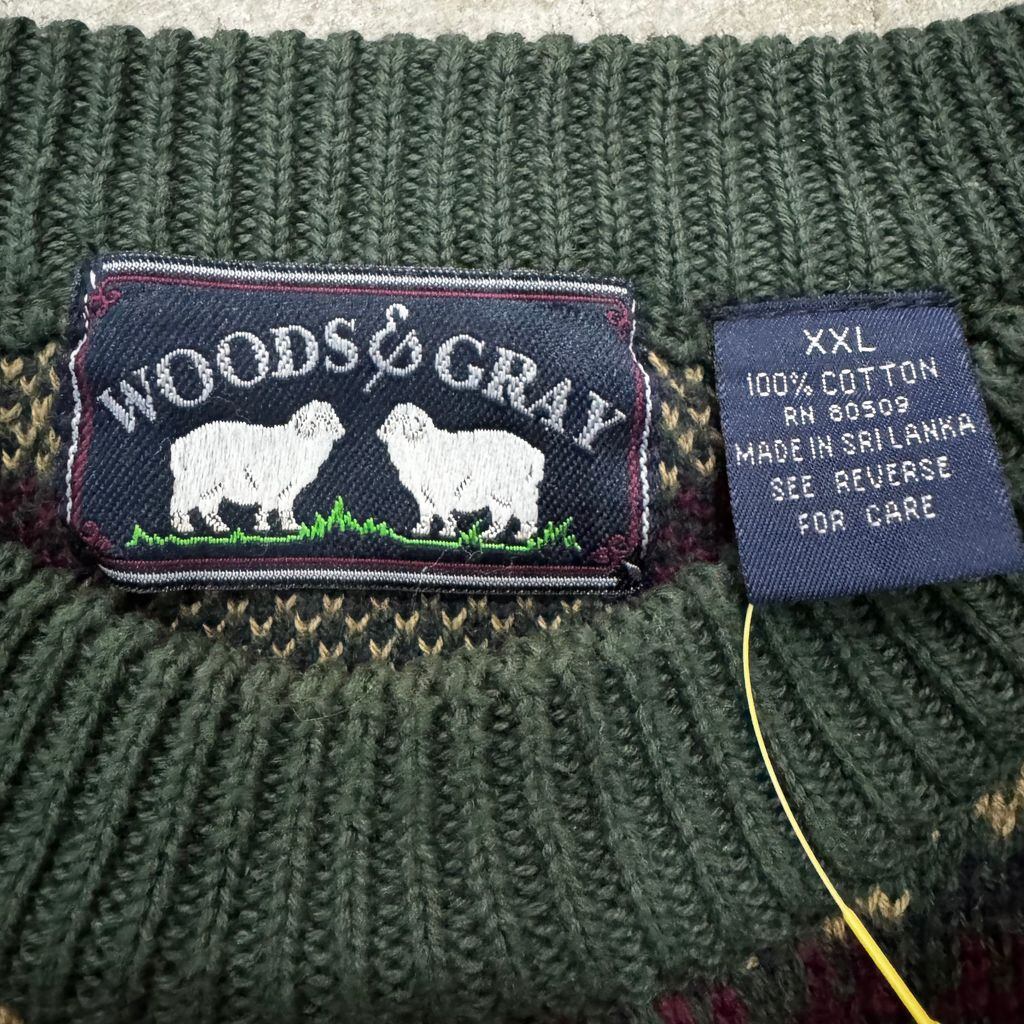 WOODS & GRAY
XXL
100% COTTON
RN 80509
MADE IN SRI LANKA
SEE REVERSE
FOR CARE